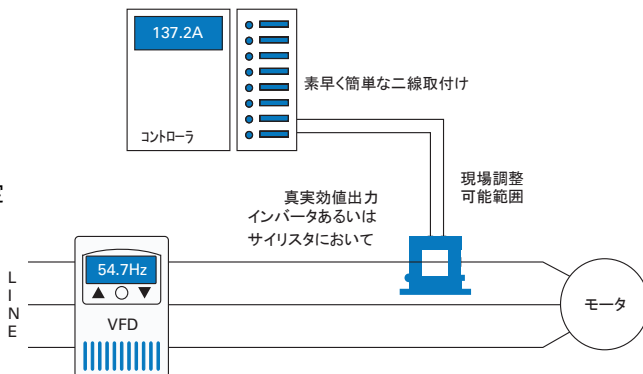 137.2A
コントローラ
素早く簡単な二線取付け
現場調整
可能範囲
真実効値出力
インバータあるいは
サイリスタにおいて
LINE
54.7Hz
VFD
モータ